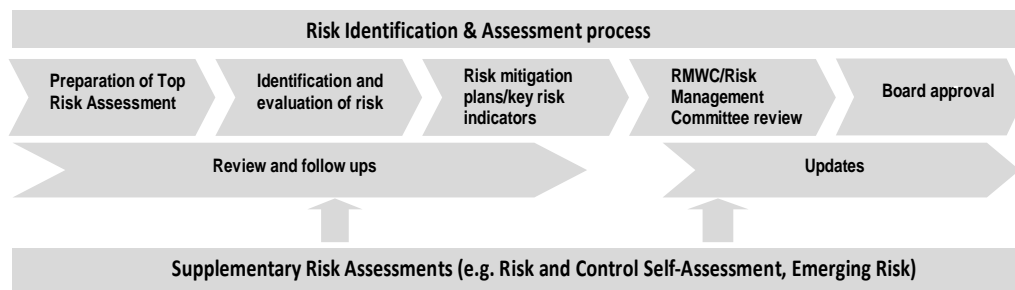 Risk Identification & Assessment process
Preparation of Top
Risk Assessment
Identification and
evaluation of risk
Risk mitigation
plans/key risk
indicators
RMWC/Risk
Management
Committee review
Board approval
Review and follow ups
Updates
Supplementary Risk Assessments (e.g. Risk and Control Self-Assessment, Emerging Risk)